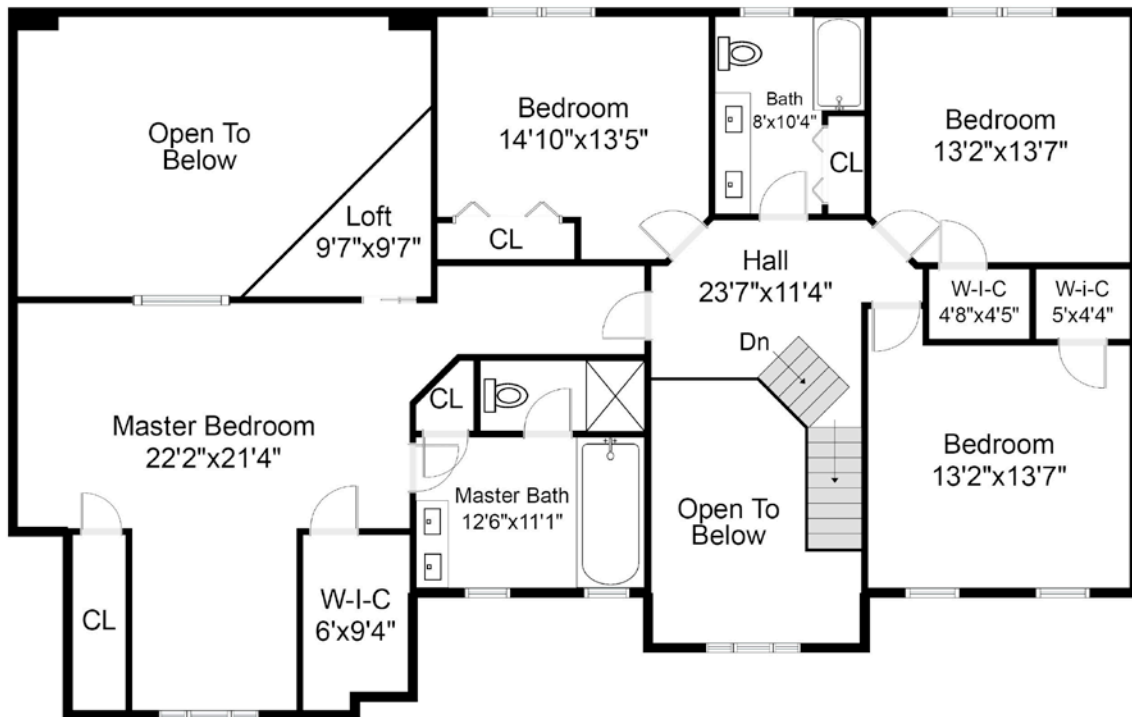 Open To
Below
Loft
9'7"x9'7"
Bedroom
14'10"x13'5"
CL
Bath
8'x10'4"
CL
Bedroom
13'2"x13'7"
Hall
23'7"x11'4"
Dn
W-I-C
4'8"x4'5"
W-i-C
5'x4'4"
Master Bedroom
22'2"x21'4"
CL
Master Bath
12'6"x11'1"
Open To
Below
Bedroom
13'2"x13'7"
CL
W-I-C
6'x9'4"